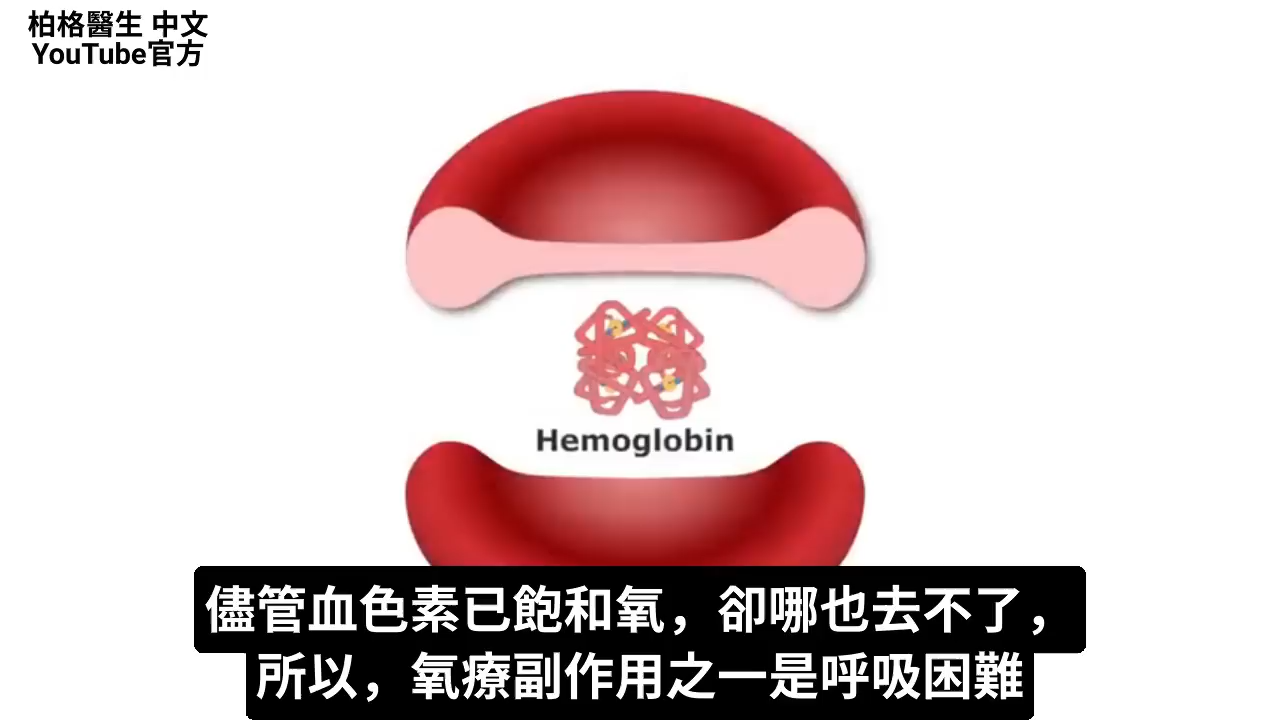 柏格醫生 中文
YouTube官方
Hemoglobin
儘管血色素已飽和氧，卻哪也去不了，
所以，氧療副作用之一是呼吸困難